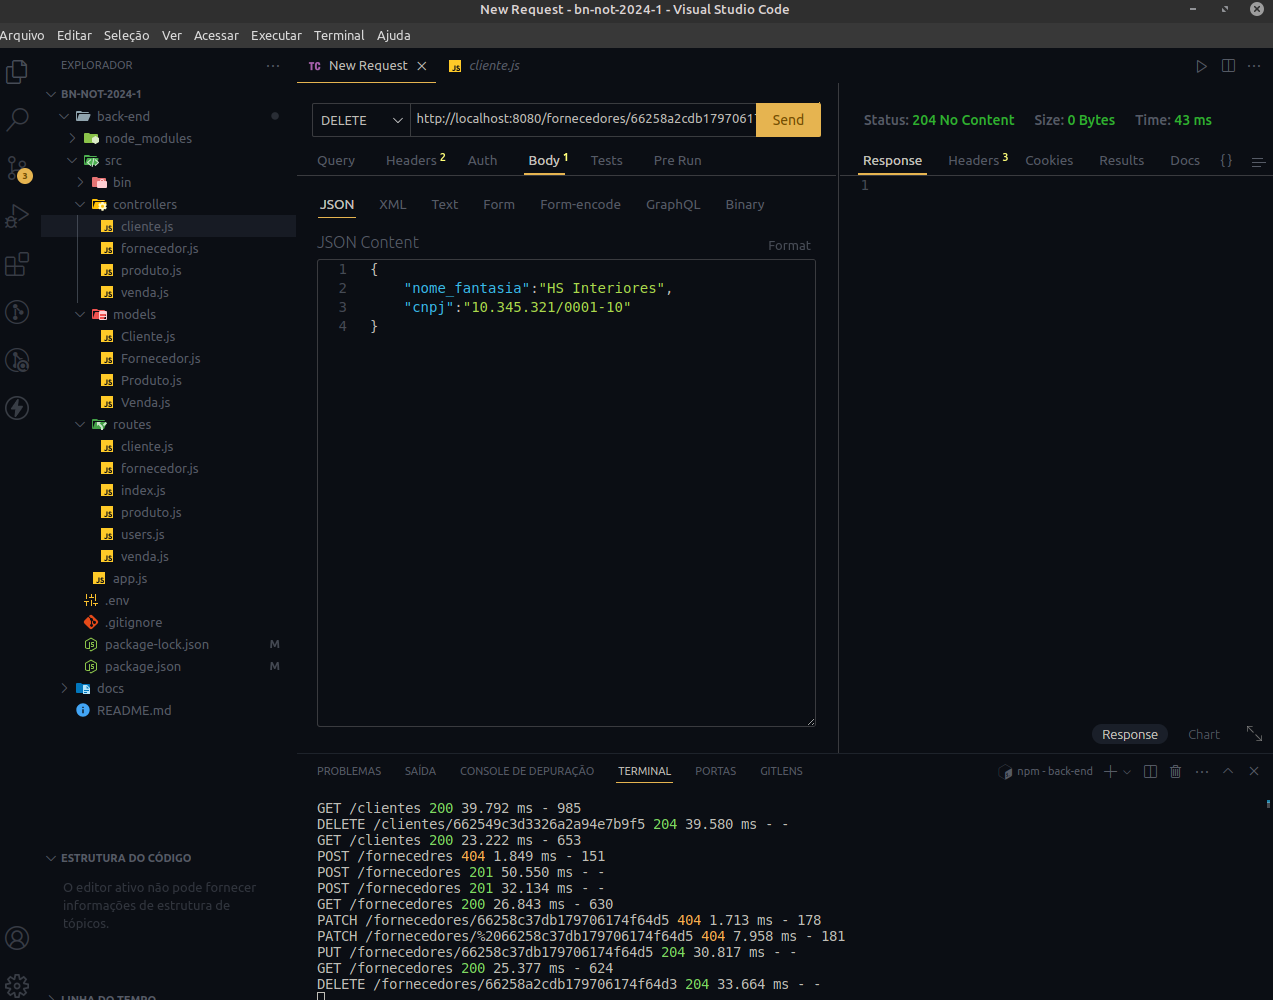 New Request - bn-not-2024-1 - Visual Studio Code
Arquivo Editar Seleção Ver Acessar Executar Terminal Ajuda
EXPLORADOR
BN-NOT-2024-1
back-end
node_modules
src
bin
controllers
cliente.js
fornecedor.js
produto.js
venda.js
models
Cliente.js
Fornecedor.js
Produto.js
Venda.js
routes
cliente.js
fornecedor.js
index.js
produto.js
users.js
venda.js
app.js
.env
.gitignore
package-lock.json M
package.json M
docs
README.md
3
ESTRUTURA DO CÓDIGO
O editor ativo não pode fornecer
informações de estrutura de
tópicos.
LINHA DO TEMPO
TC New Request
JS cliente.js
DELETE http://localhost:8080/fornecedores/66258a2cdb17970617 Send
Query Headers 2 Auth Body 1 Tests Pre Run
JSON XML Text Form Form-encode GraphQL Binary
JSON Content Format
1 {
2 "nome_fantasia":"HS Interiores",
3 "cnpj":"10.345.321/0001-10"
4 }
Status: 204 No Content Size: 0 Bytes Time: 43 ms
Response Headers 3 Cookies Results Docs {}
1
Response Chart
PROBLEMAS SAÍDA CONSOLE DE DEPURAÇÃO TERMINAL PORTAS GITLENS npm - back-end
GET /clientes 200 39.792 ms - 985
DELETE /clientes/662549c3d3326a2a94e7b9f5 204 39.580 ms - -
GET /clientes 200 23.222 ms - 653
POST /fornecedres 404 1.849 ms - 151
POST /fornecedores 201 50.550 ms - -
POST /fornecedores 201 32.134 ms - -
GET /fornecedores 200 26.843 ms - 630
PATCH /fornecedores/66258c37db179706174f64d5 404 1.713 ms - 178
PATCH /fornecedores/%2066258c37db179706174f64d5 404 7.958 ms - 181
PUT /fornecedores/66258c37db179706174f64d5 204 30.817 ms - -
GET /fornecedores 200 25.377 ms - 624
DELETE /fornecedores/66258a2cdb179706174f64d3 204 33.664 ms - -